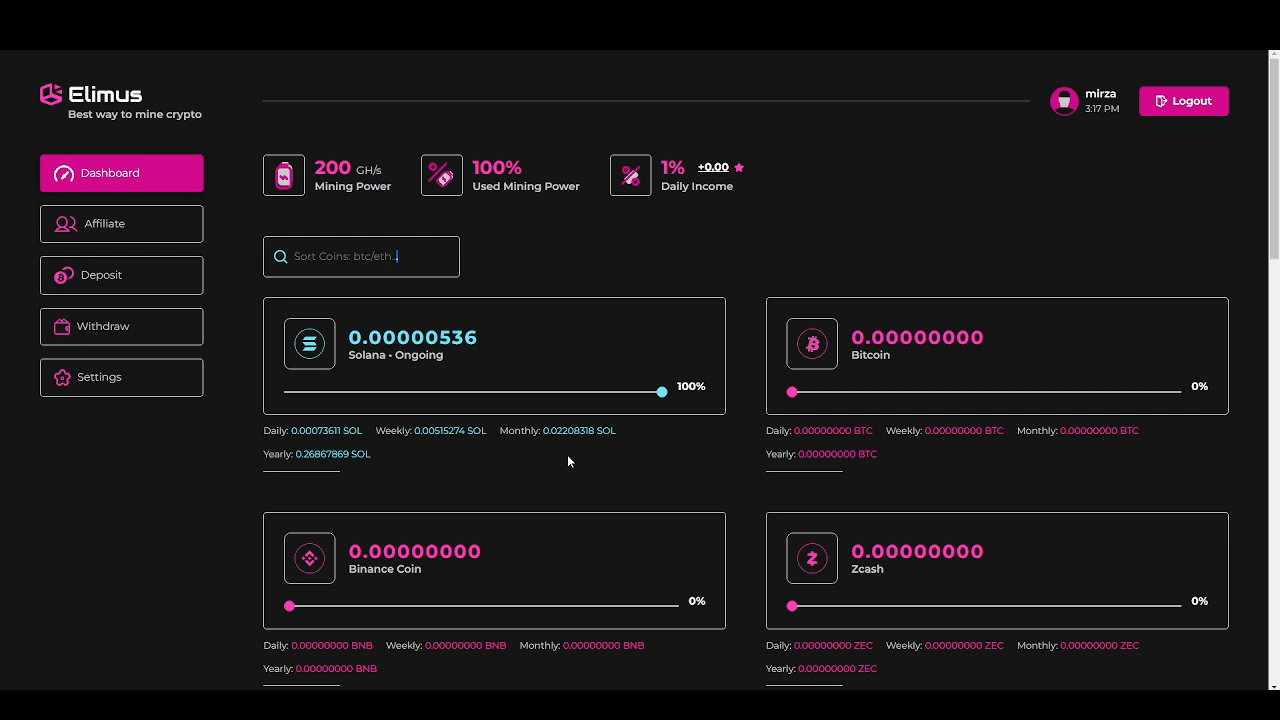 Elimus
Best way to mine crypto
mirza
3:17 PM
Logout
Dashboard
Affiliate
Deposit
Withdraw
Settings
200 GH/s
Mining Power
100%
Used Mining Power
1% +0.00
Daily Income
Sort Coins: btc/eth...
0.00000536
Solana • Ongoing
100%
Daily: 0.00073611 SOL Weekly: 0.00515274 SOL Monthly: 0.02208318 SOL
Yearly: 0.26867869 SOL
0.00000000
Bitcoin
0%
Daily: 0.00000000 BTC Weekly: 0.00000000 BTC Monthly: 0.00000000 BTC
Yearly: 0.00000000 BTC
0.00000000
Binance Coin
0%
Daily: 0.00000000 BNB Weekly: 0.00000000 BNB Monthly: 0.00000000 BNB
Yearly: 0.00000000 BNB
0.00000000
Zcash
0%
Daily: 0.00000000 ZEC Weekly: 0.00000000 ZEC Monthly: 0.00000000 ZEC
Yearly: 0.00000000 ZEC